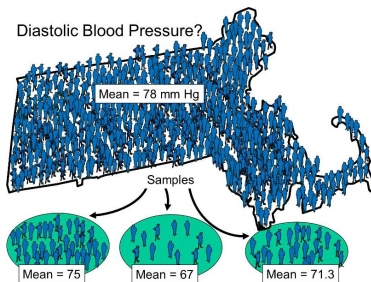 Diastolic Blood Pressure?
Mean = 78 mm Hg
Samples
Mean = 75
Mean = 67
Mean = 71.3